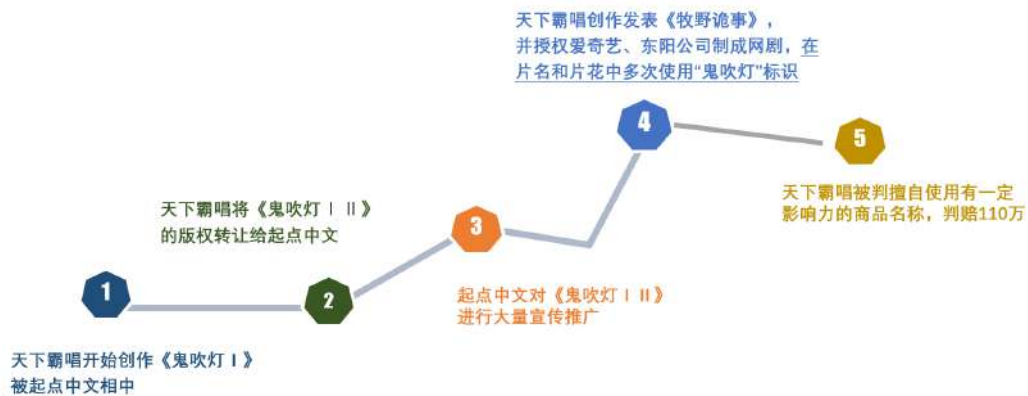 1
天下霸唱开始创作《鬼吹灯Ⅰ》
被起点中文相中
2
天下霸唱将《鬼吹灯Ⅰ Ⅱ》
的版权转让给起点中文
3
起点中文对《鬼吹灯Ⅰ Ⅱ》
进行大量宣传推广
4
天下霸唱创作发表《牧野诡事》，
并授权爱奇艺、东阳公司制成网剧，在
片名和片花中多次使用“鬼吹灯”标识
5
天下霸唱被判擅自使用有一定
影响力的商品名称，判赔110万